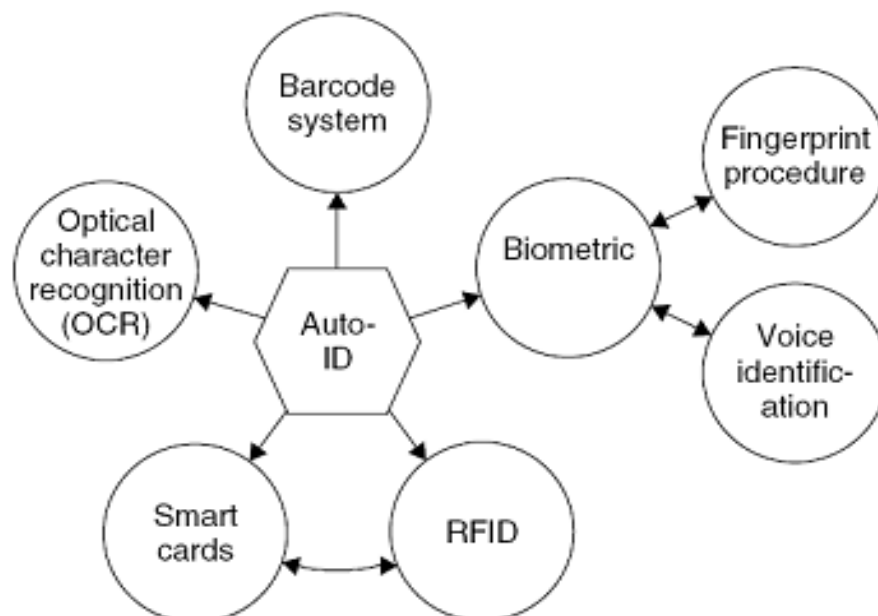 Barcode
system
Fingerprint
procedure
Optical
character
recognition
(OCR)
Biometric
Auto-
ID
Voice
identific-
ation
Smart
cards
RFID